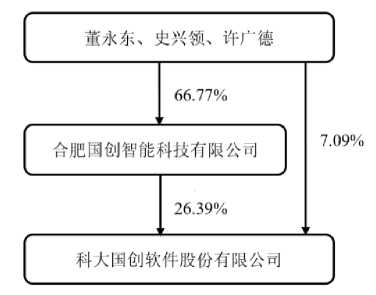 董永东、史兴领、许广德
66.77%
合肥国创智能科技有限公司
7.09%
26.39%
科大国创软件股份有限公司